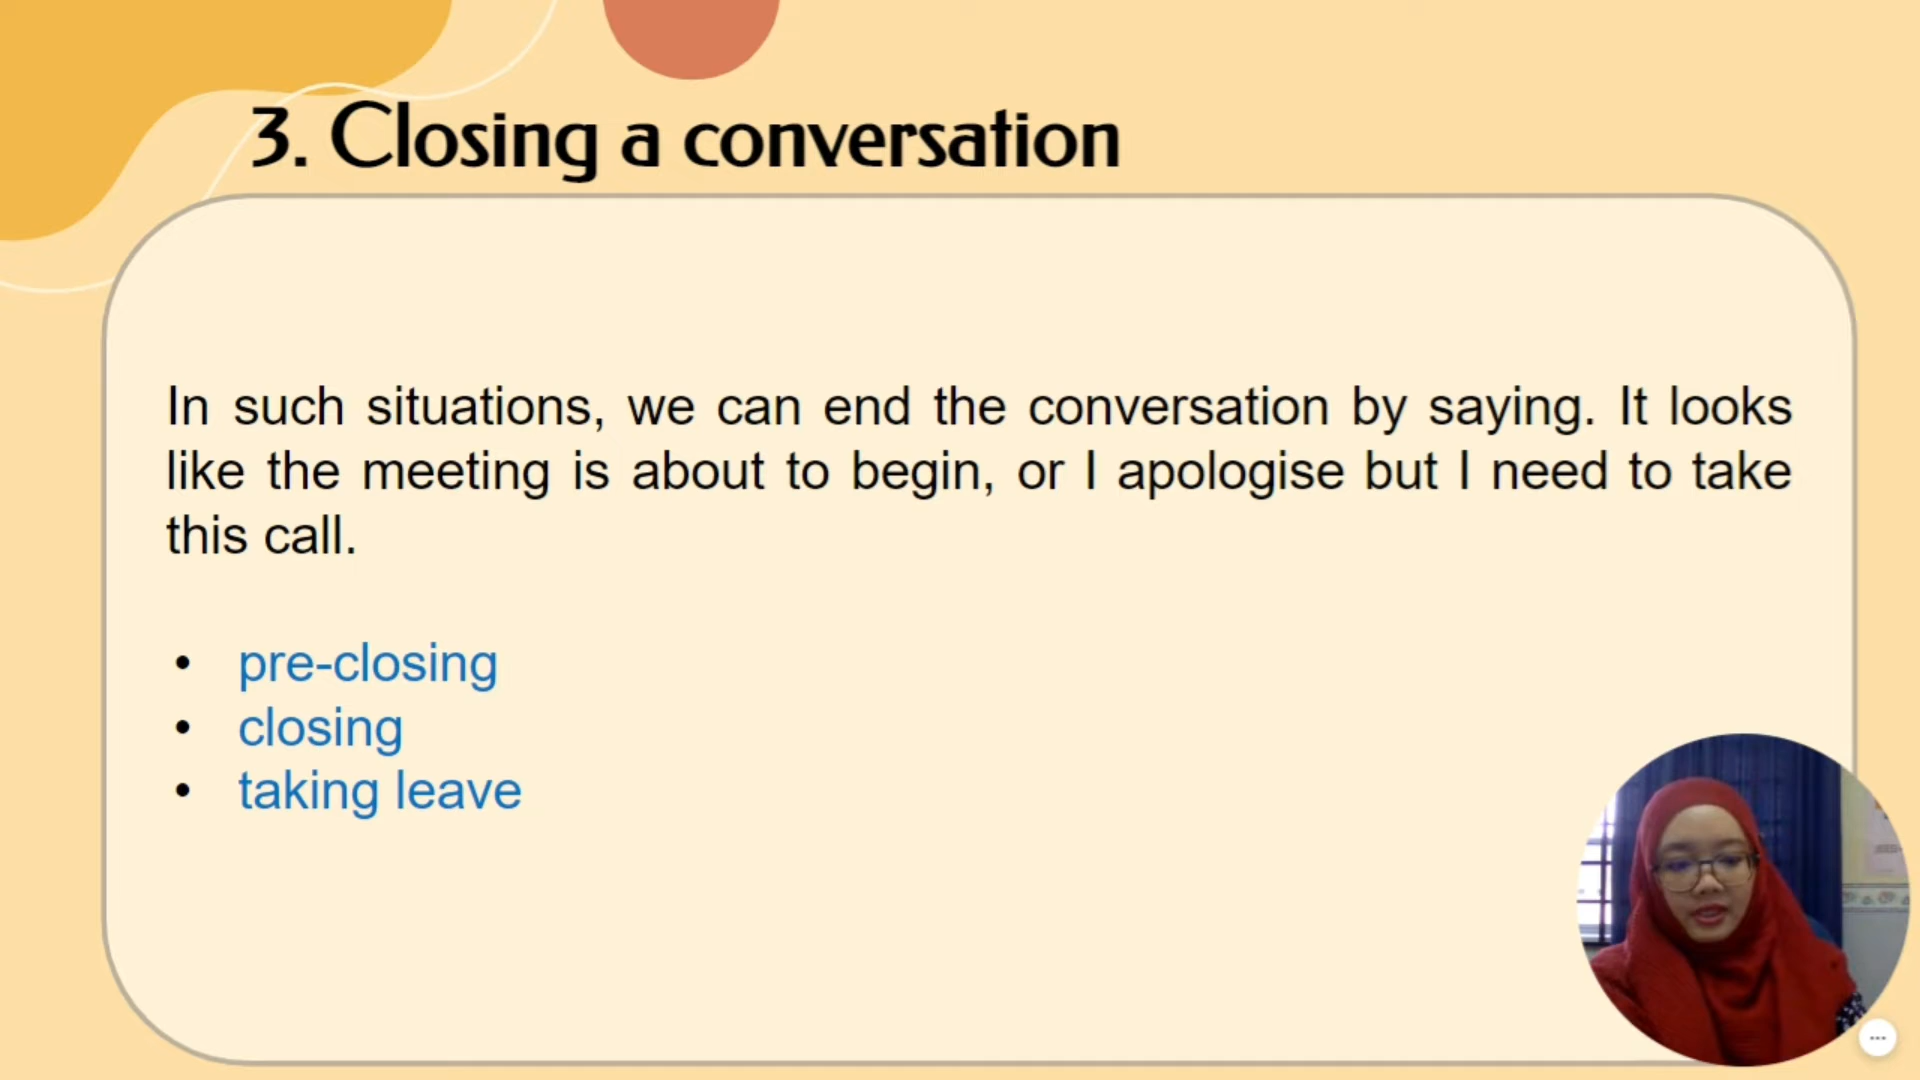 3. Closing a conversation
In such situations, we can end the conversation by saying. It looks
like the meeting is about to begin, or I apologise but I need to take
this call.
• pre-closing
• closing
• taking leave